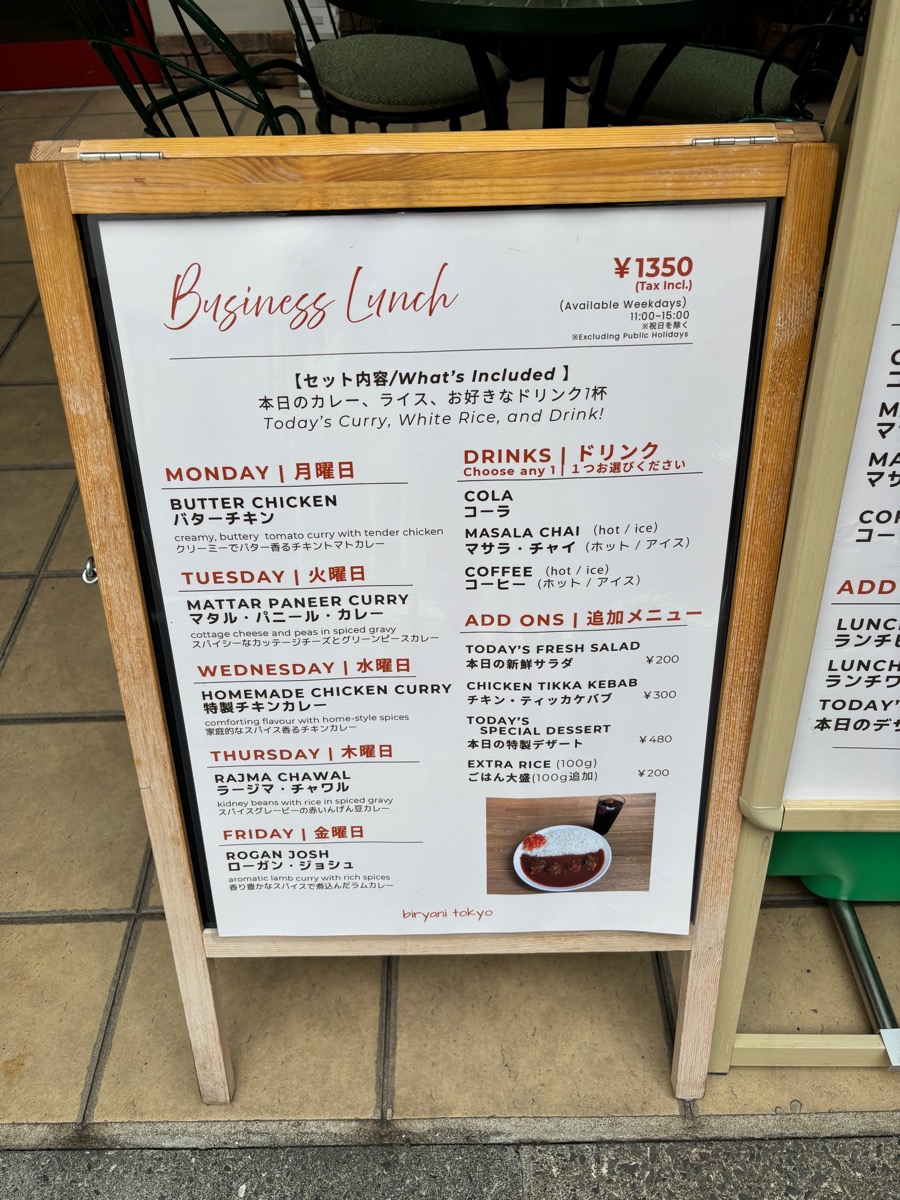 Business Lunch
¥1350
(Tax Incl.)
(Available Weekdays)
11:00~15:00
※祝日を除く
※Excluding Public Holidays
【セット内容/What's Included 】
本日のカレー、ライス、お好きなドリンク1杯
Today's Curry, White Rice, and Drink!
MONDAY | 月曜日
BUTTER CHICKEN
バターチキン
creamy, buttery tomato curry with tender chicken
クリーミーでバター香るチキントマトカレー
TUESDAY | 火曜日
MATTAR PANEER CURRY
マタル・パニール・カレー
cottage cheese and peas in spiced gravy
スパイシーなカッテージチーズとグリーンピースカレー
WEDNESDAY | 水曜日
HOMEMADE CHICKEN CURRY
特製チキンカレー
comforting flavour with home-style spices
家庭的なスパイス香るチキンカレー
THURSDAY | 木曜日
RAJMA CHAWAL
ラージマ・チャワル
kidney beans with rice in spiced gravy
スパイスグレービーの赤いんげん豆カレー
FRIDAY | 金曜日
ROGAN JOSH
ローガン・ジョシュ
aromatic lamb curry with rich spices
香り豊かなスパイスで煮込んだラムカレー
DRINKS | ドリンク
Choose any 1 | １つお選びください
COLA
コーラ
MASALA CHAI (hot / ice)
マサラ・チャイ (ホット / アイス)
COFFEE (hot / ice)
コーヒー (ホット / アイス)
ADD ONS | 追加メニュー
TODAY'S FRESH SALAD
本日の新鮮サラダ ¥200
CHICKEN TIKKA KEBAB
チキン・ティッカケバブ ¥300
TODAY'S
SPECIAL DESSERT
本日の特製デザート ¥480
EXTRA RICE (100g)
ごはん大盛(100g追加) ¥200
biryani tokyo
ADD
LUNCH
LUNCH
TODAY'